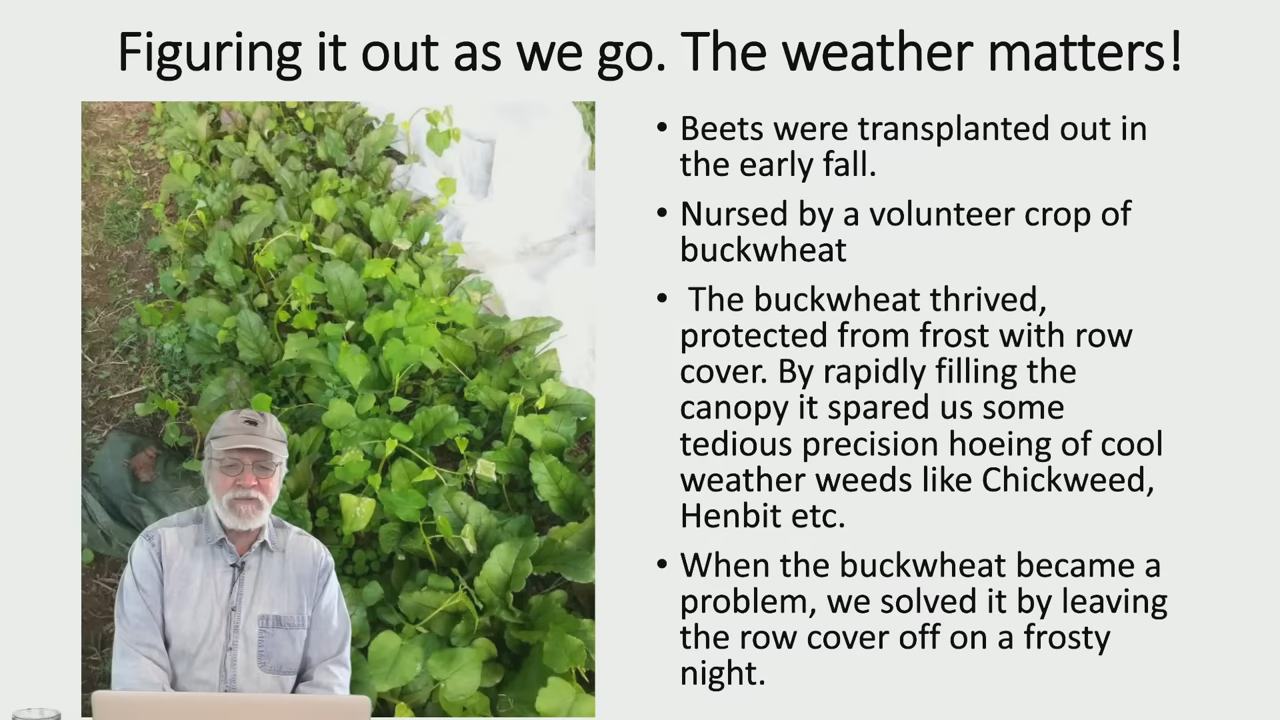 Figuring it out as we go. The weather matters!
• Beets were transplanted out in
the early fall.
• Nursed by a volunteer crop of
buckwheat
• The buckwheat thrived,
protected from frost with row
cover. By rapidly filling the
canopy it spared us some
tedious precision hoeing of cool
weather weeds like Chickweed,
Henbit etc.
• When the buckwheat became a
problem, we solved it by leaving
the row cover off on a frosty
night.